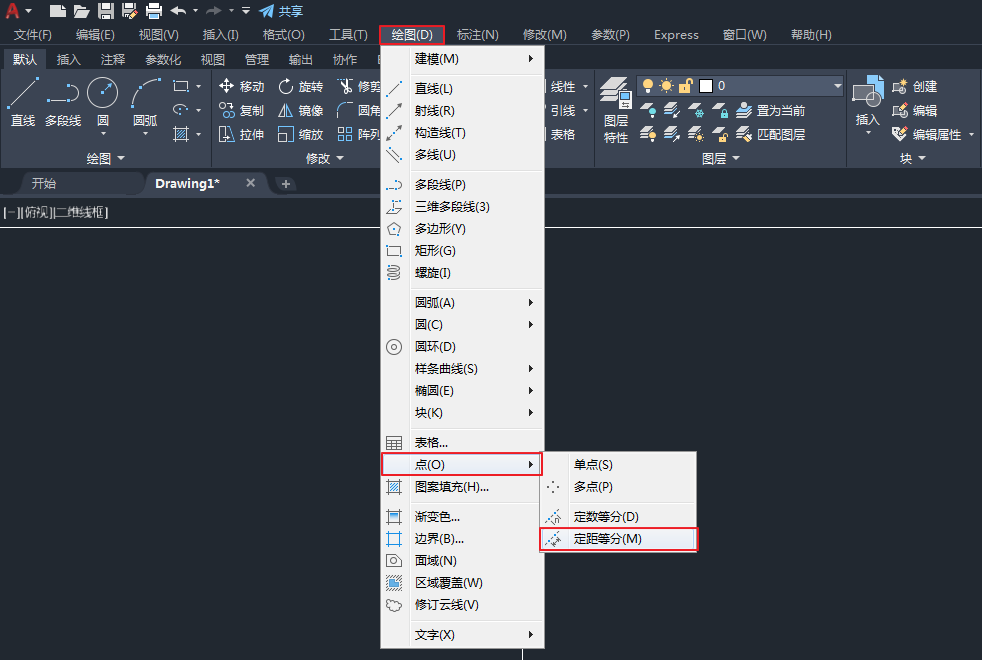 共享
文件(F) 编辑(E) 视图(V) 插入(I) 格式(O) 工具(T) 绘图(D) 标注(N) 修改(M) 参数(P) Express 窗口(W) 帮助(H)
默认 插入 注释 参数化 视图 管理 输出 协作
直线 多段线 圆 圆弧
移动 旋转 修剪
复制 镜像 圆角
拉伸 缩放 阵列
绘图 修改
线性
引线
表格
图层
特性
0
置为当前
匹配图层
图层
插入
创建
编辑
编辑属性
块
开始 Drawing1*
[-][俯视][二维线框]
建模(M)
直线(L)
射线(R)
构造线(T)
多线(U)
多段线(P)
三维多段线(3)
多边形(Y)
矩形(G)
螺旋(I)
圆弧(A)
圆(C)
圆环(D)
样条曲线(S)
椭圆(E)
块(K)
表格...
点(O)
图案填充(H)...
渐变色...
边界(B)...
面域(N)
区域覆盖(W)
修订云线(V)
文字(X)
单点(S)
多点(P)
定数等分(D)
定距等分(M)